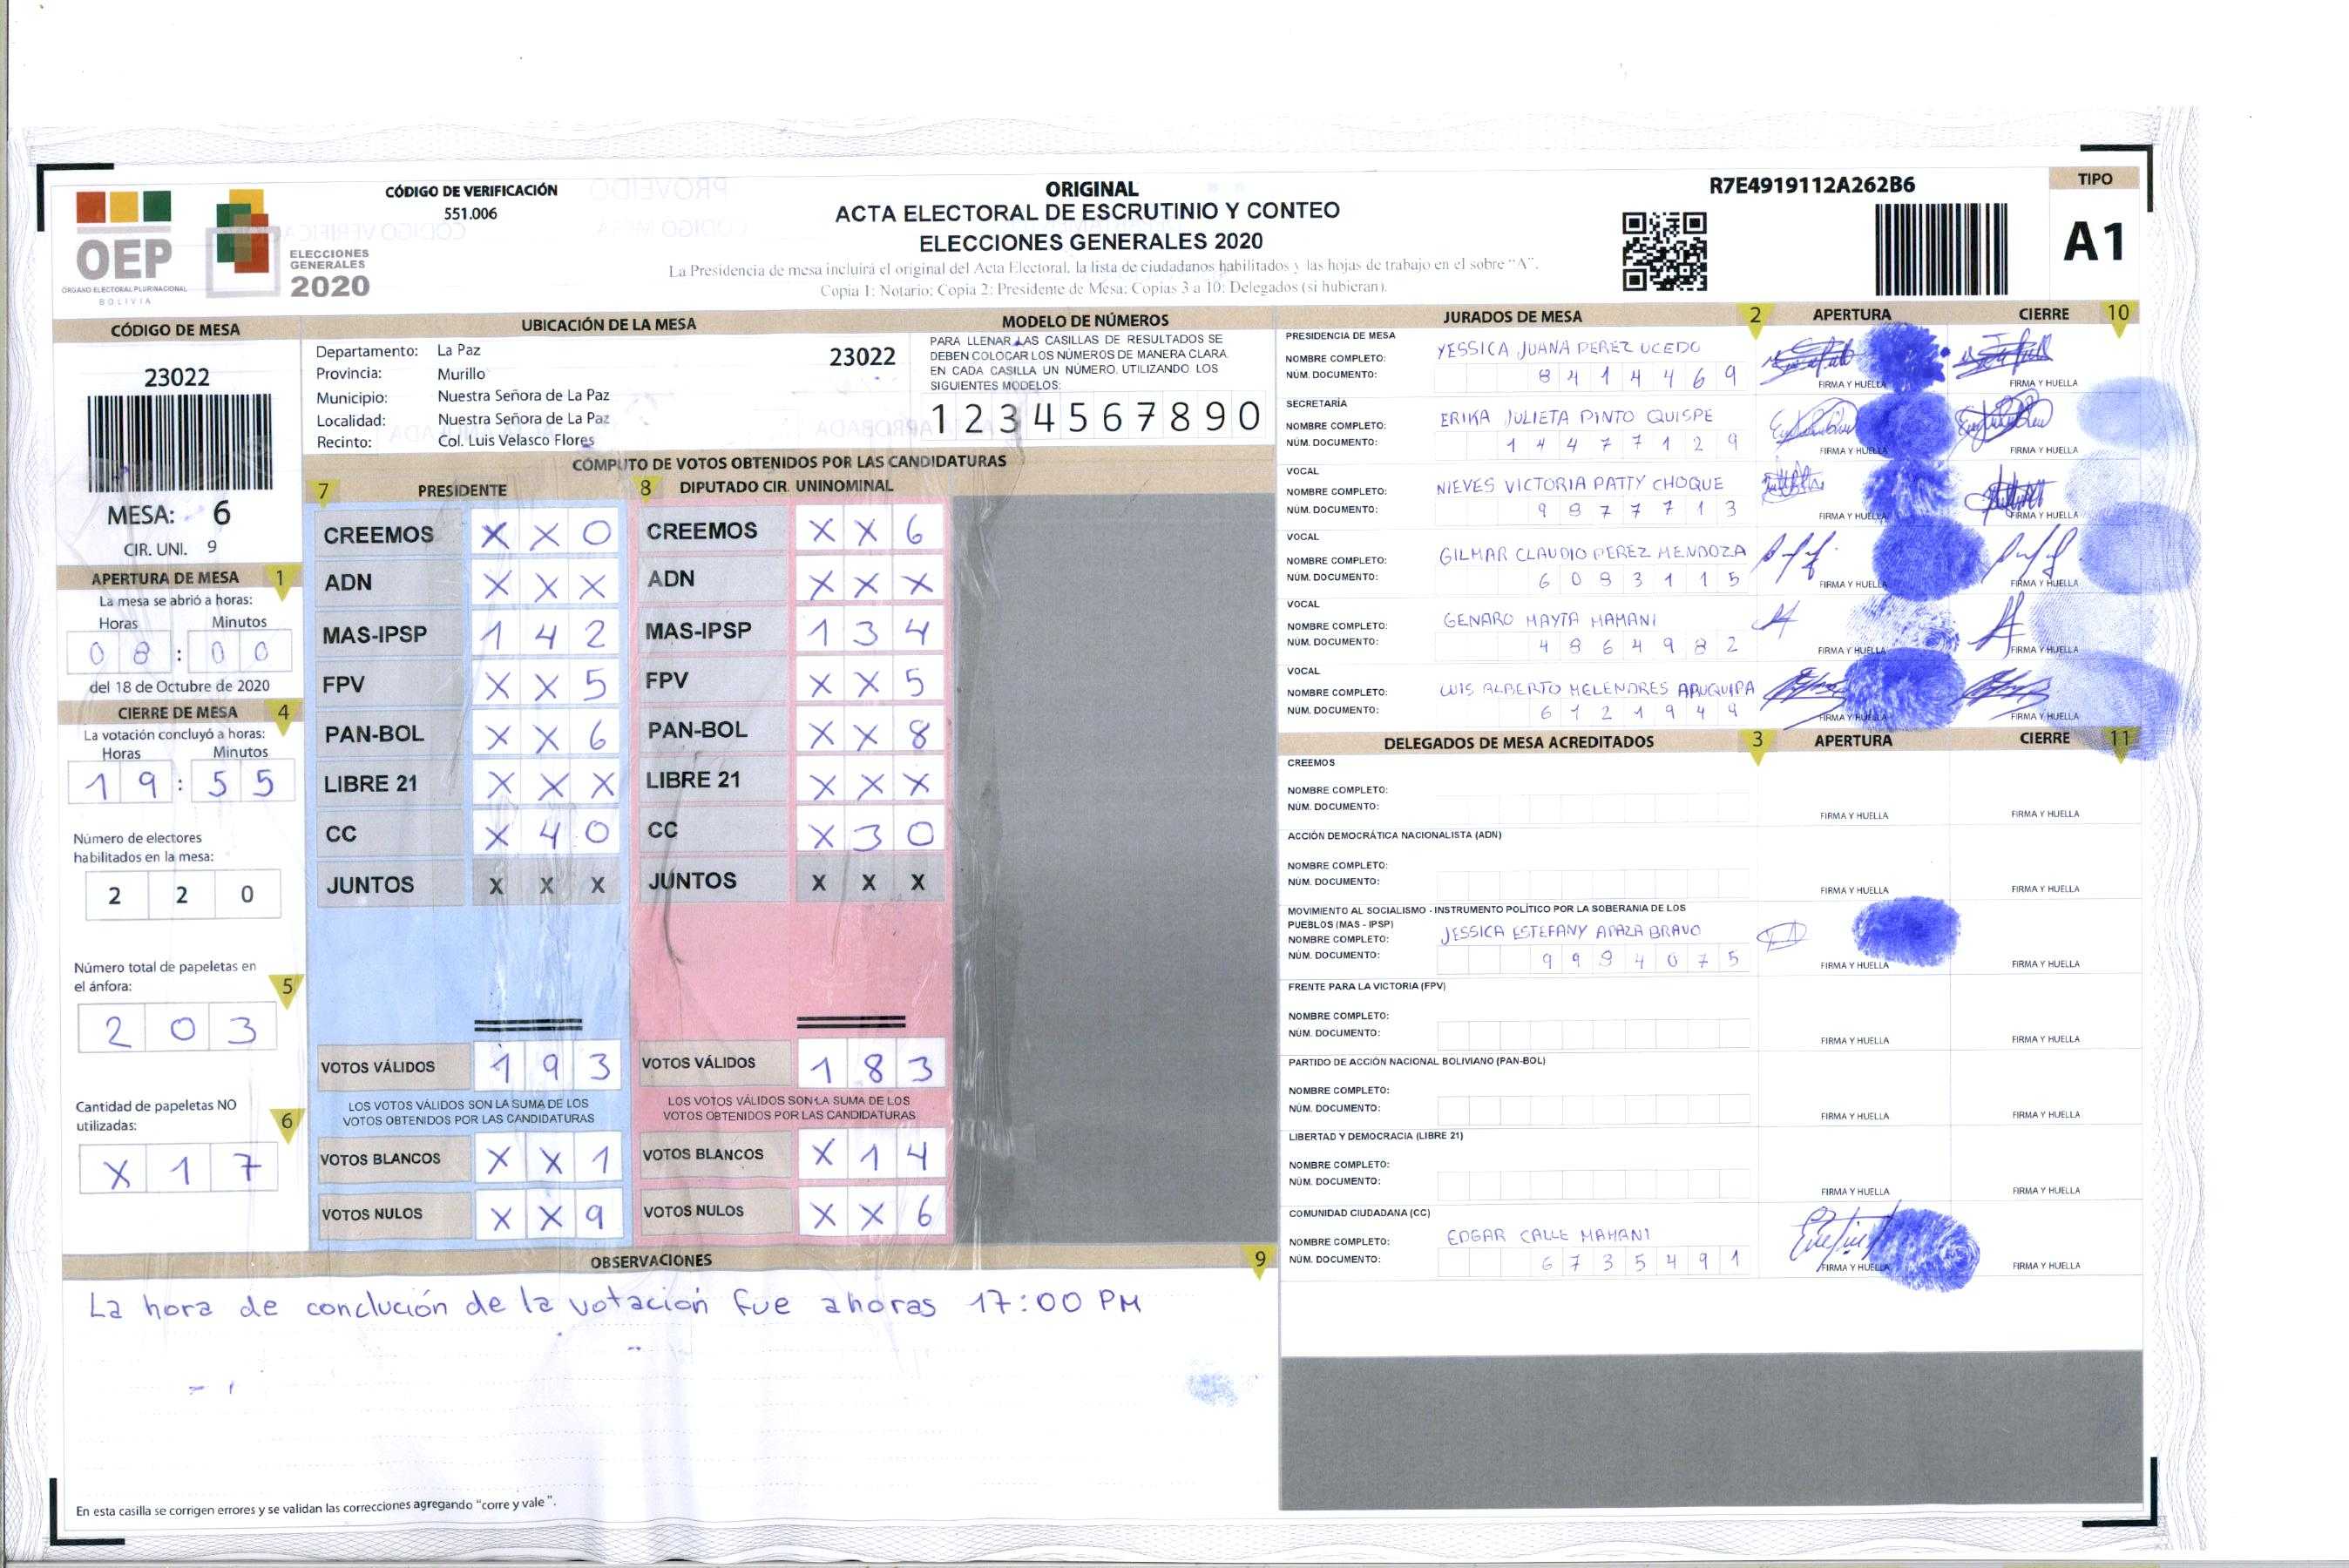 CÓDIGO DE VERIFICACIÓN
551.006
OEP
ÓRGANO ELECTORAL PLURINACIONAL
BOLIVIA
ELECCIONES
GENERALES
2020
ORIGINAL
ACTA ELECTORAL DE ESCRUTINIO Y CONTEO
ELECCIONES GENERALES 2020
La Presidencia de mesa incluirá el original del Acta Electoral, la lista de ciudadanos habilitados y las hojas de trabajo en el sobre "A".
Copia 1: Notario; Copia 2: Presidente de Mesa; Copias 3 a 10: Delegados (si hubieran).
R7E4919112A262B6
TIPO
A1
CÓDIGO DE MESA
23022
MESA: 6
CIR. UNI. 9
APERTURA DE MESA 1
La mesa se abrió a horas:
Horas Minutos
0 8 : 0 0
del 18 de Octubre de 2020
CIERRE DE MESA 4
La votación concluyó a horas:
Horas Minutos
1 9 : 5 5
Número de electores
habilitados en la mesa:
2 2 0
Número total de papeletas en
el ánfora: 5
2 0 3
Cantidad de papeletas NO
utilizadas: 6
X 1 7
UBICACIÓN DE LA MESA
Departamento: La Paz 23022
Provincia: Murillo
Municipio: Nuestra Señora de La Paz
Localidad: Nuestra Señora de La Paz
Recinto: Col. Luis Velasco Flores
MODELO DE NÚMEROS
PARA LLENAR LAS CASILLAS DE RESULTADOS SE
DEBEN COLOCAR LOS NÚMEROS DE MANERA CLARA,
EN CADA CASILLA UN NÚMERO, UTILIZANDO LOS
SIGUIENTES MODELOS:
1 2 3 4 5 6 7 8 9 0
CÓMPUTO DE VOTOS OBTENIDOS POR LAS CANDIDATURAS
7 PRESIDENTE 8 DIPUTADO CIR. UNINOMINAL
CREEMOS X X 0 CREEMOS X X 6
ADN X X X ADN X X X
MAS-IPSP 1 4 2 MAS-IPSP 1 3 4
FPV X X 5 FPV X X 5
PAN-BOL X X 6 PAN-BOL X X 8
LIBRE 21 X X X LIBRE 21 X X X
CC X 4 0 CC X 3 0
JUNTOS X X X JUNTOS X X X
VOTOS VÁLIDOS 1 9 3 VOTOS VÁLIDOS 1 8 3
LOS VOTOS VÁLIDOS SON LA SUMA DE LOS
VOTOS OBTENIDOS POR LAS CANDIDATURAS
LOS VOTOS VÁLIDOS SON LA SUMA DE LOS
VOTOS OBTENIDOS POR LAS CANDIDATURAS
VOTOS BLANCOS X X 1 VOTOS BLANCOS X 1 4
VOTOS NULOS X X 9 VOTOS NULOS X X 6
OBSERVACIONES 9
La hora de conclución de la votación fue ahoras 17:00 PM
En esta casilla se corrigen errores y se validan las correcciones agregando "corre y vale".
JURADOS DE MESA 2 APERTURA CIERRE 10
PRESIDENCIA DE MESA
NOMBRE COMPLETO: YESSICA JUANA PEREZ UCEDO
NÚM. DOCUMENTO: 8 4 1 4 4 6 9
FIRMA Y HUELLA FIRMA Y HUELLA
SECRETARÍA
NOMBRE COMPLETO: ERIKA JULIETA PINTO QUISPE
NÚM. DOCUMENTO: 1 4 4 7 7 1 2 9
FIRMA Y HUELLA FIRMA Y HUELLA
VOCAL
NOMBRE COMPLETO: NIEVES VICTORIA PATTY CHOQUE
NÚM. DOCUMENTO: 9 8 7 7 7 1 3
FIRMA Y HUELLA FIRMA Y HUELLA
VOCAL
NOMBRE COMPLETO: GILMAR CLAUDIO PEREZ MENDOZA
NÚM. DOCUMENTO: 6 0 8 3 1 1 5
FIRMA Y HUELLA FIRMA Y HUELLA
VOCAL
NOMBRE COMPLETO: GENARO MAYTA MAMANI
NÚM. DOCUMENTO: 4 8 6 4 9 8 2
FIRMA Y HUELLA FIRMA Y HUELLA
VOCAL
NOMBRE COMPLETO: LUIS ALBERTO MELENDRES APUQUIPA
NÚM. DOCUMENTO: 6 1 2 1 9 4 9
FIRMA Y HUELLA FIRMA Y HUELLA
DELEGADOS DE MESA ACREDITADOS 3 APERTURA CIERRE 11
CREEMOS
NOMBRE COMPLETO:
NÚM. DOCUMENTO:
FIRMA Y HUELLA FIRMA Y HUELLA
ACCIÓN DEMOCRÁTICA NACIONALISTA (ADN)
NOMBRE COMPLETO:
NÚM. DOCUMENTO:
FIRMA Y HUELLA FIRMA Y HUELLA
MOVIMIENTO AL SOCIALISMO - INSTRUMENTO POLÍTICO POR LA SOBERANIA DE LOS
PUEBLOS (MAS - IPSP)
NOMBRE COMPLETO: JESSICA ESTEFANY APAZA BRAVO
NÚM. DOCUMENTO: 9 9 9 4 0 7 5
FIRMA Y HUELLA FIRMA Y HUELLA
FRENTE PARA LA VICTORIA (FPV)
NOMBRE COMPLETO:
NÚM. DOCUMENTO:
FIRMA Y HUELLA FIRMA Y HUELLA
PARTIDO DE ACCIÓN NACIONAL BOLIVIANO (PAN-BOL)
NOMBRE COMPLETO:
NÚM. DOCUMENTO:
FIRMA Y HUELLA FIRMA Y HUELLA
LIBERTAD Y DEMOCRACIA (LIBRE 21)
NOMBRE COMPLETO:
NÚM. DOCUMENTO:
FIRMA Y HUELLA FIRMA Y HUELLA
COMUNIDAD CIUDADANA (CC)
NOMBRE COMPLETO: EDGAR CALLE MAMANI
NÚM. DOCUMENTO: 6 7 3 5 4 9 1
FIRMA Y HUELLA FIRMA Y HUELLA